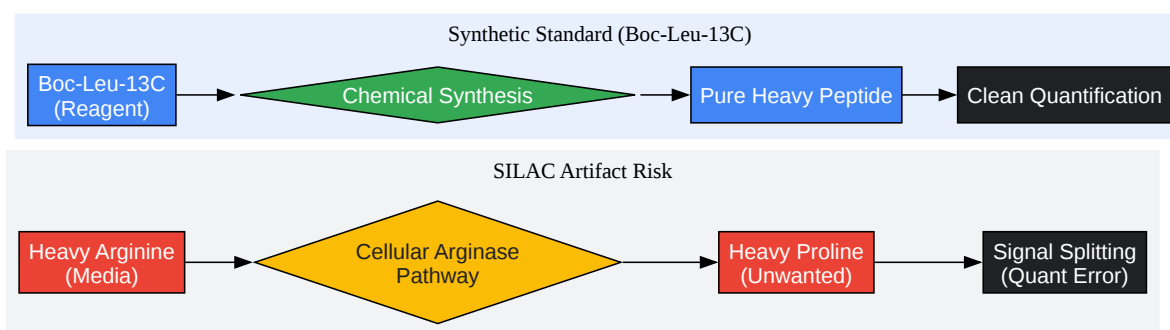 Synthetic Standard (Boc-Leu-13C)
Boc-Leu-13C
(Reagent)
Chemical Synthesis
Pure Heavy Peptide
Clean Quantification
SILAC Artifact Risk
Heavy Arginine
(Media)
Cellular Arginase
Pathway
Heavy Proline
(Unwanted)
Signal Splitting
(Quant Error)